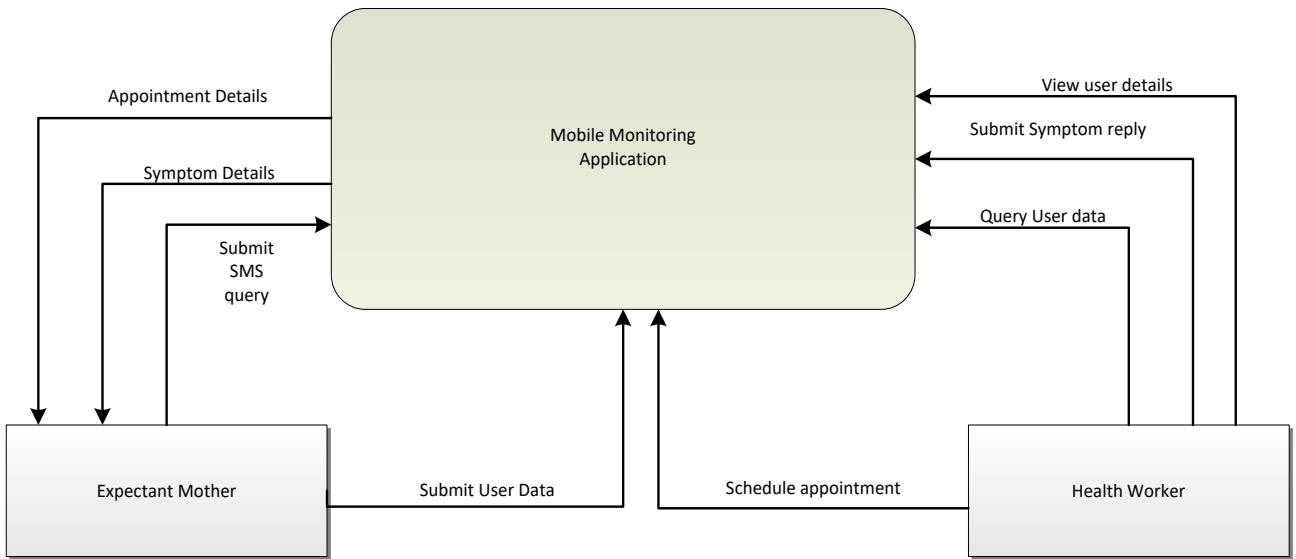 Appointment Details
View user details
Mobile Monitoring
Application
Submit Symptom reply
Symptom Details
Query User data
Submit
SMS
query
Expectant Mother
Submit User Data
Schedule appointment
Health Worker